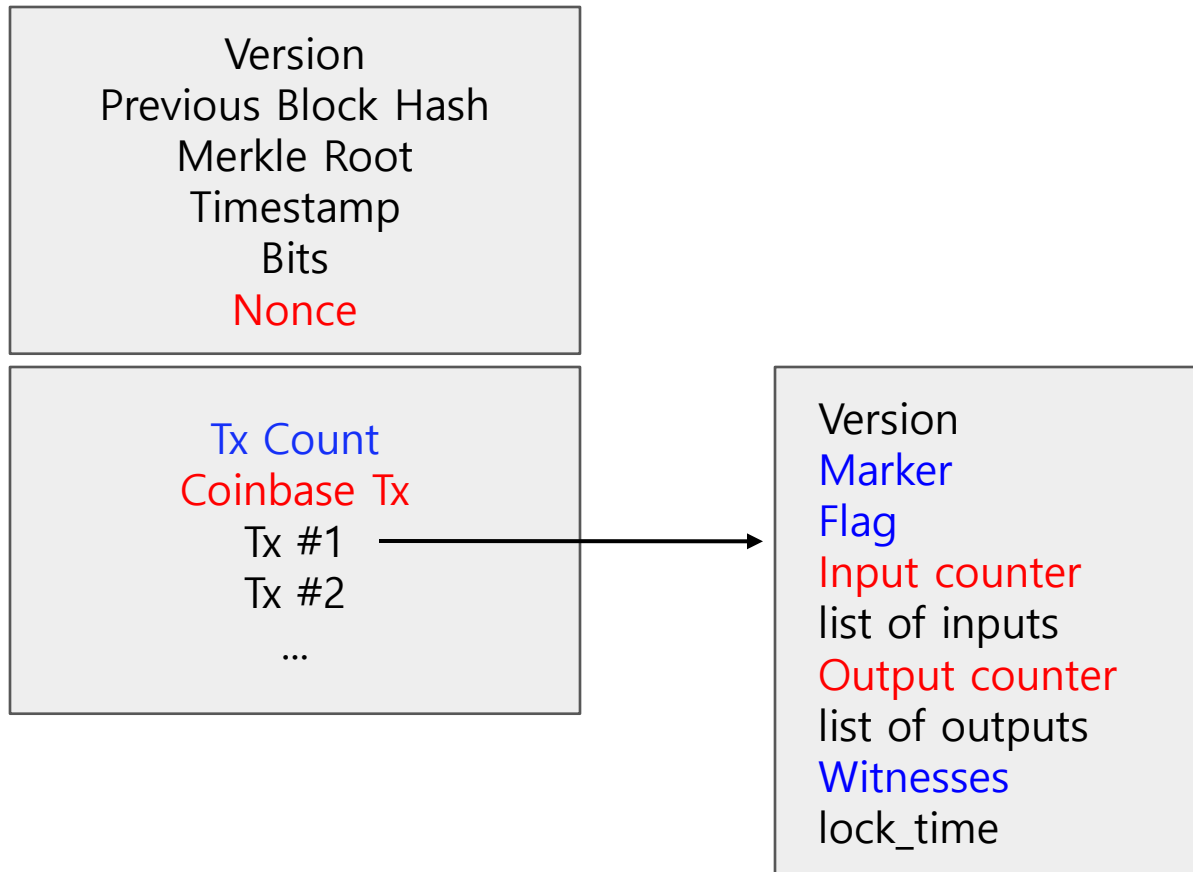 Version
Previous Block Hash
Merkle Root
Timestamp
Bits
Nonce
Tx Count
Coinbase Tx
Tx #1
Tx #2
...
Version
Marker
Flag
Input counter
list of inputs
Output counter
list of outputs
Witnesses
lock_time